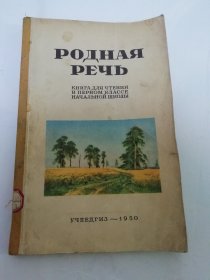 РОДНАЯ
РЕЧЬ
КНИГА ДЛЯ ЧТЕНИЯ
В ПЕРВОМ КЛАССЕ
НАЧАЛЬНОЙ ШКОЛЫ
УЧПЕДГИЗ — 1950